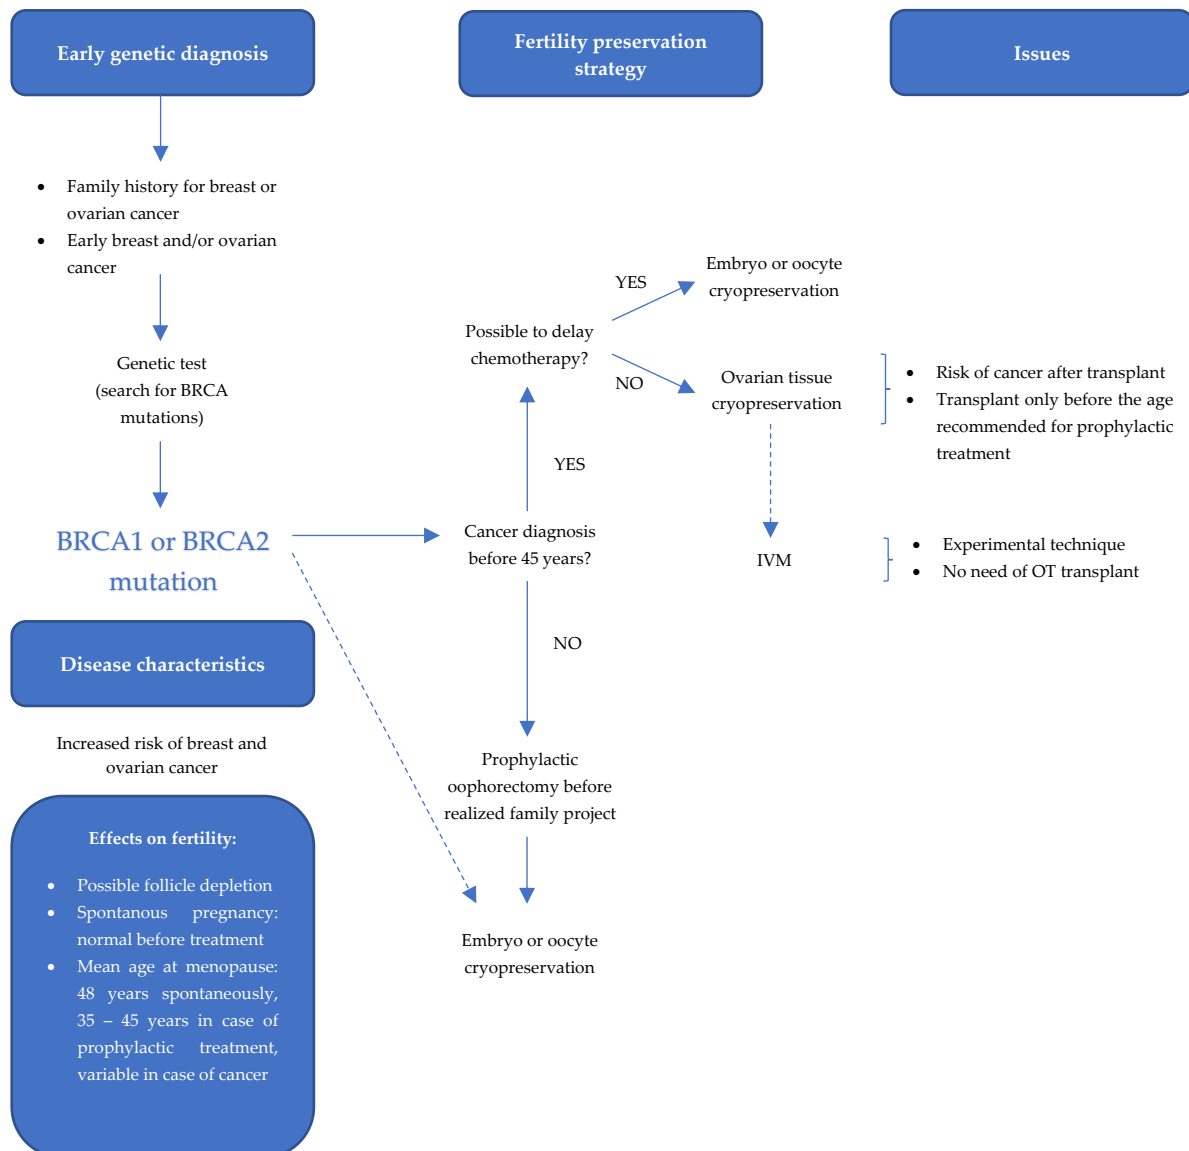 Early genetic diagnosis
• Family history for breast or
ovarian cancer
• Early breast and/or ovarian
cancer
Genetic test
(search for BRCA
mutations)
BRCA1 or BRCA2
mutation
Disease characteristics
Increased risk of breast and
ovarian cancer
Effects on fertility:
• Possible follicle depletion
• Spontanous pregnancy:
normal before treatment
• Mean age at menopause:
48 years spontaneously,
35 – 45 years in case of
prophylactic treatment,
variable in case of cancer
Fertility preservation
strategy
Possible to delay
chemotherapy?
YES
NO
Embryo or oocyte
cryopreservation
Ovarian tissue
cryopreservation
YES
Cancer diagnosis
before 45 years?
IVM
NO
Prophylactic
oophorectomy before
realized family project
Embryo or oocyte
cryopreservation
Issues
• Risk of cancer after transplant
• Transplant only before the age
recommended for prophylactic
treatment
• Experimental technique
• No need of OT transplant